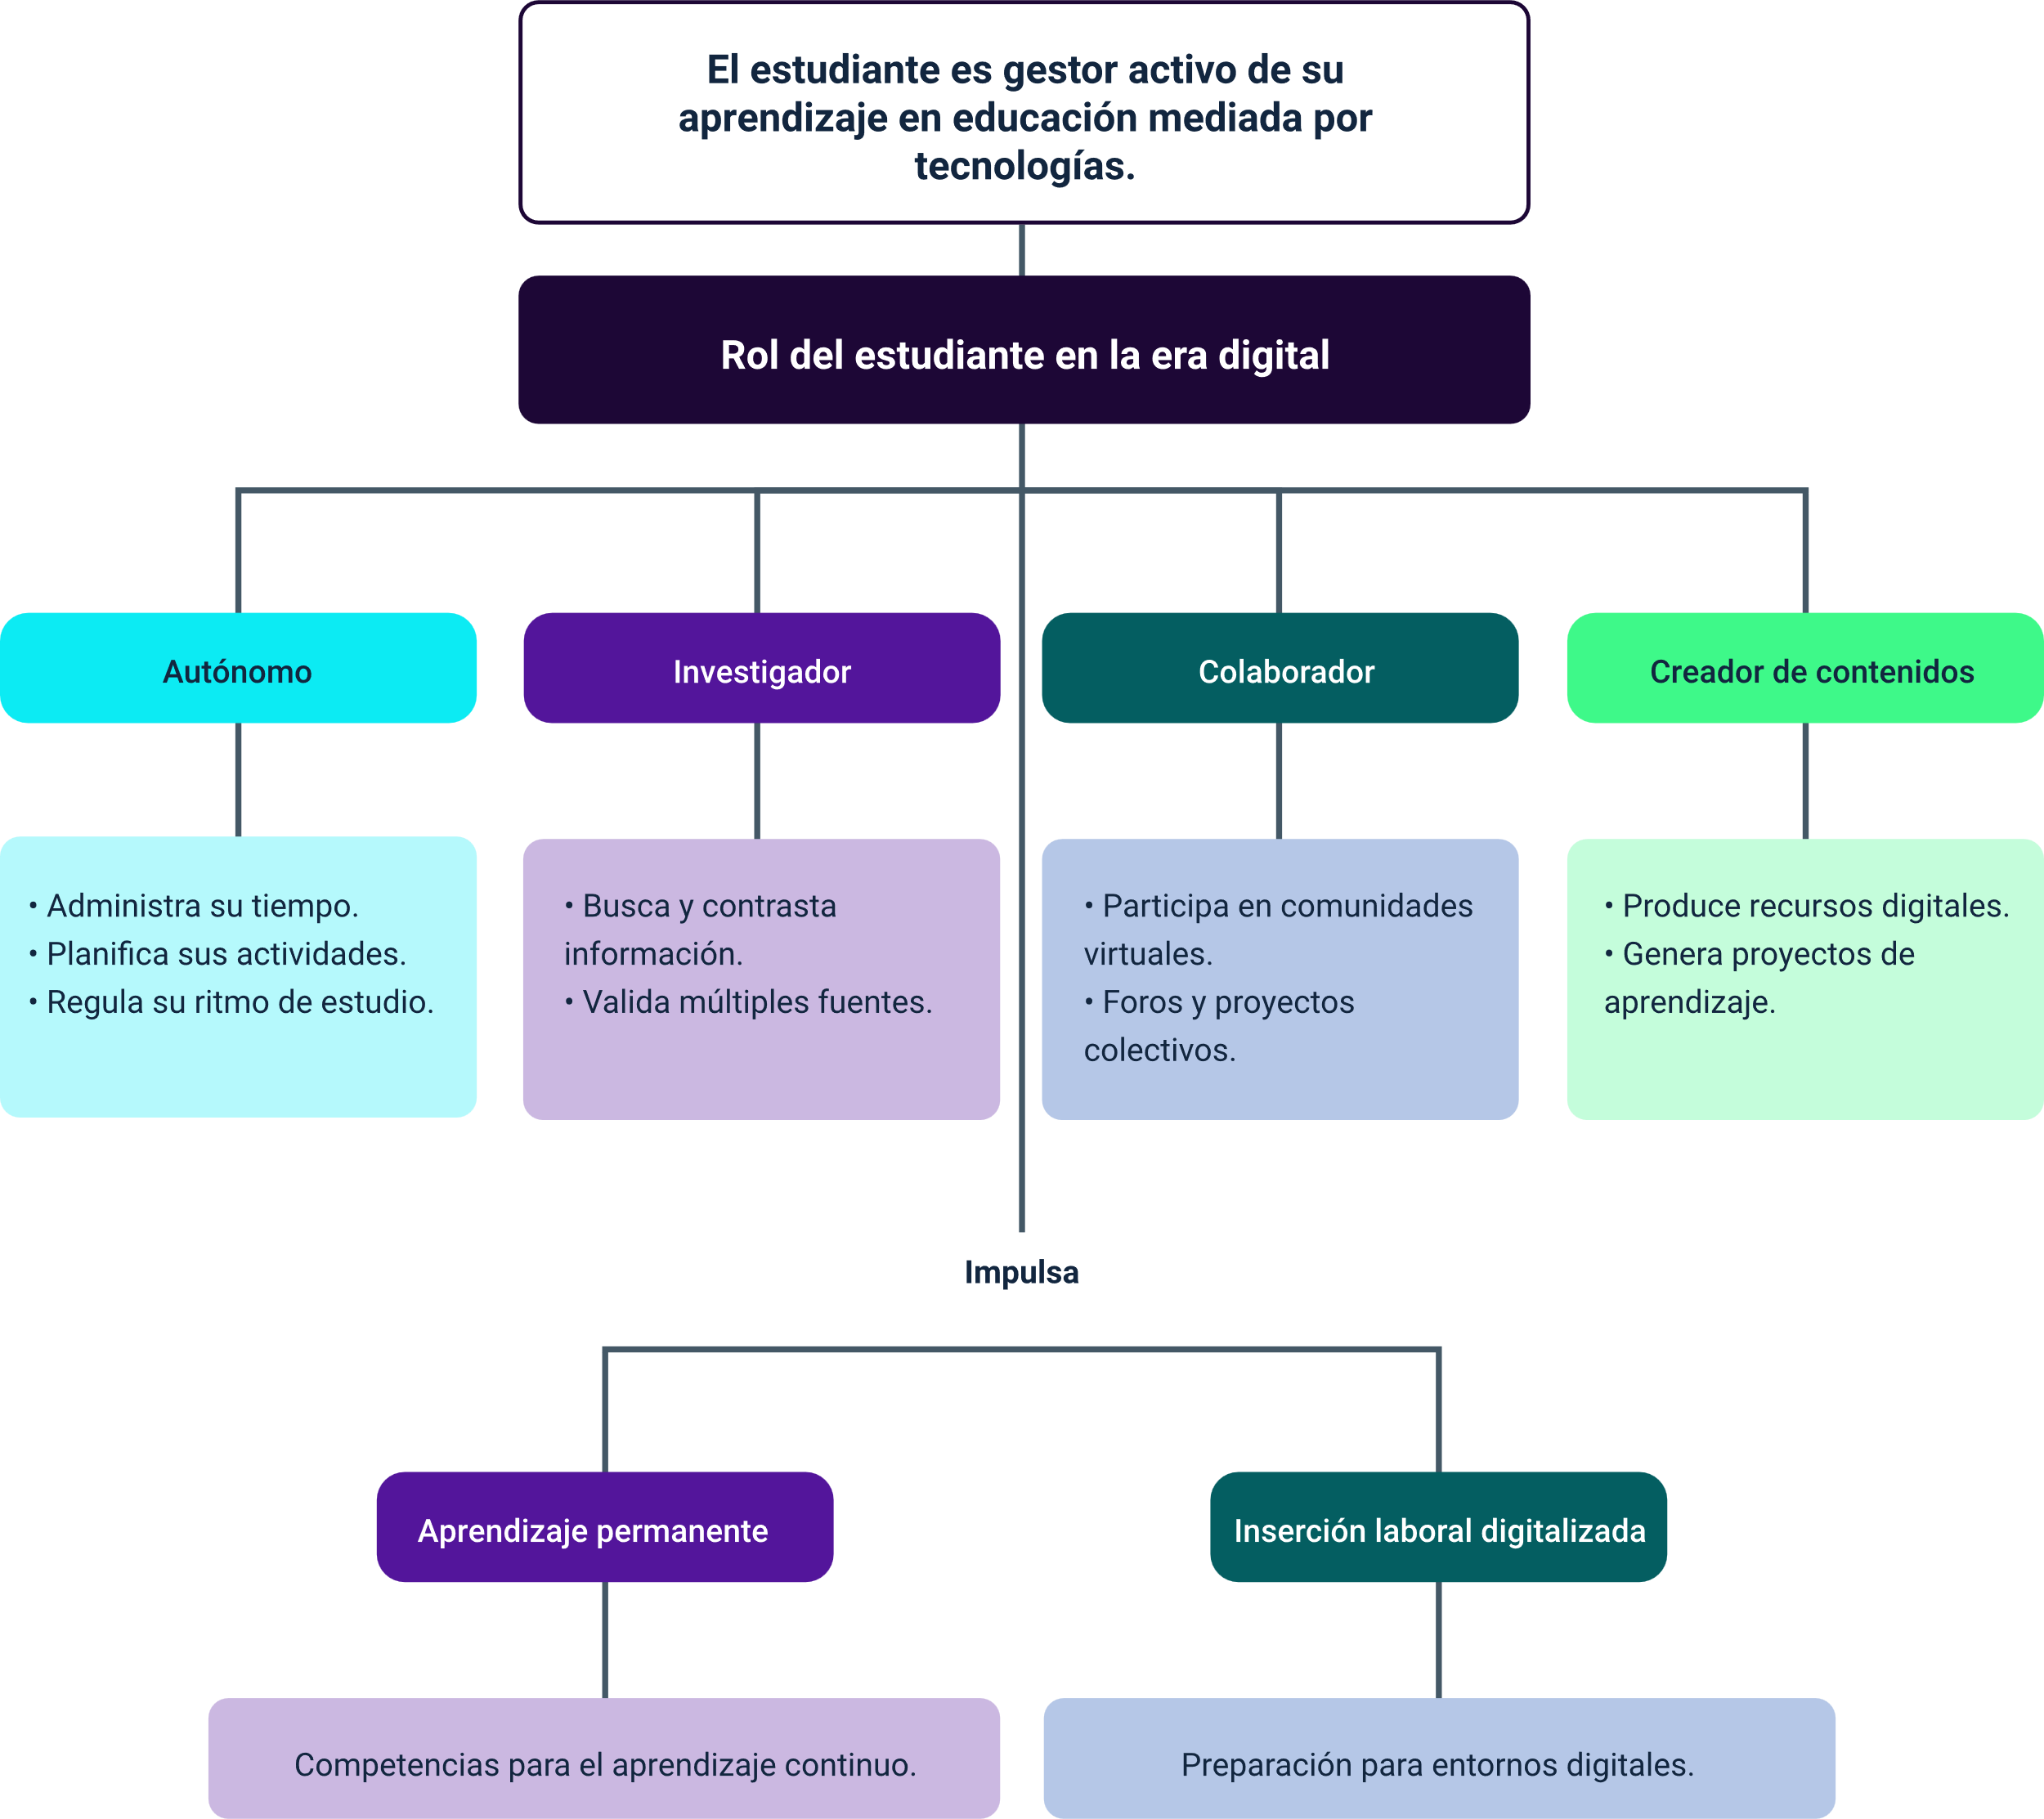 El estudiante es gestor activo de su
aprendizaje en educación mediada por
tecnologías.
Rol del estudiante en la era digital
Autónomo
Investigador
Colaborador
Creador de contenidos
• Administra su tiempo.
• Planifica sus actividades.
• Regula su ritmo de estudio.
• Busca y contrasta
información.
• Valida múltiples fuentes.
• Participa en comunidades
virtuales.
• Foros y proyectos
colectivos.
• Produce recursos digitales.
• Genera proyectos de
aprendizaje.
Impulsa
Aprendizaje permanente
Inserción laboral digitalizada
Competencias para el aprendizaje continuo.
Preparación para entornos digitales.